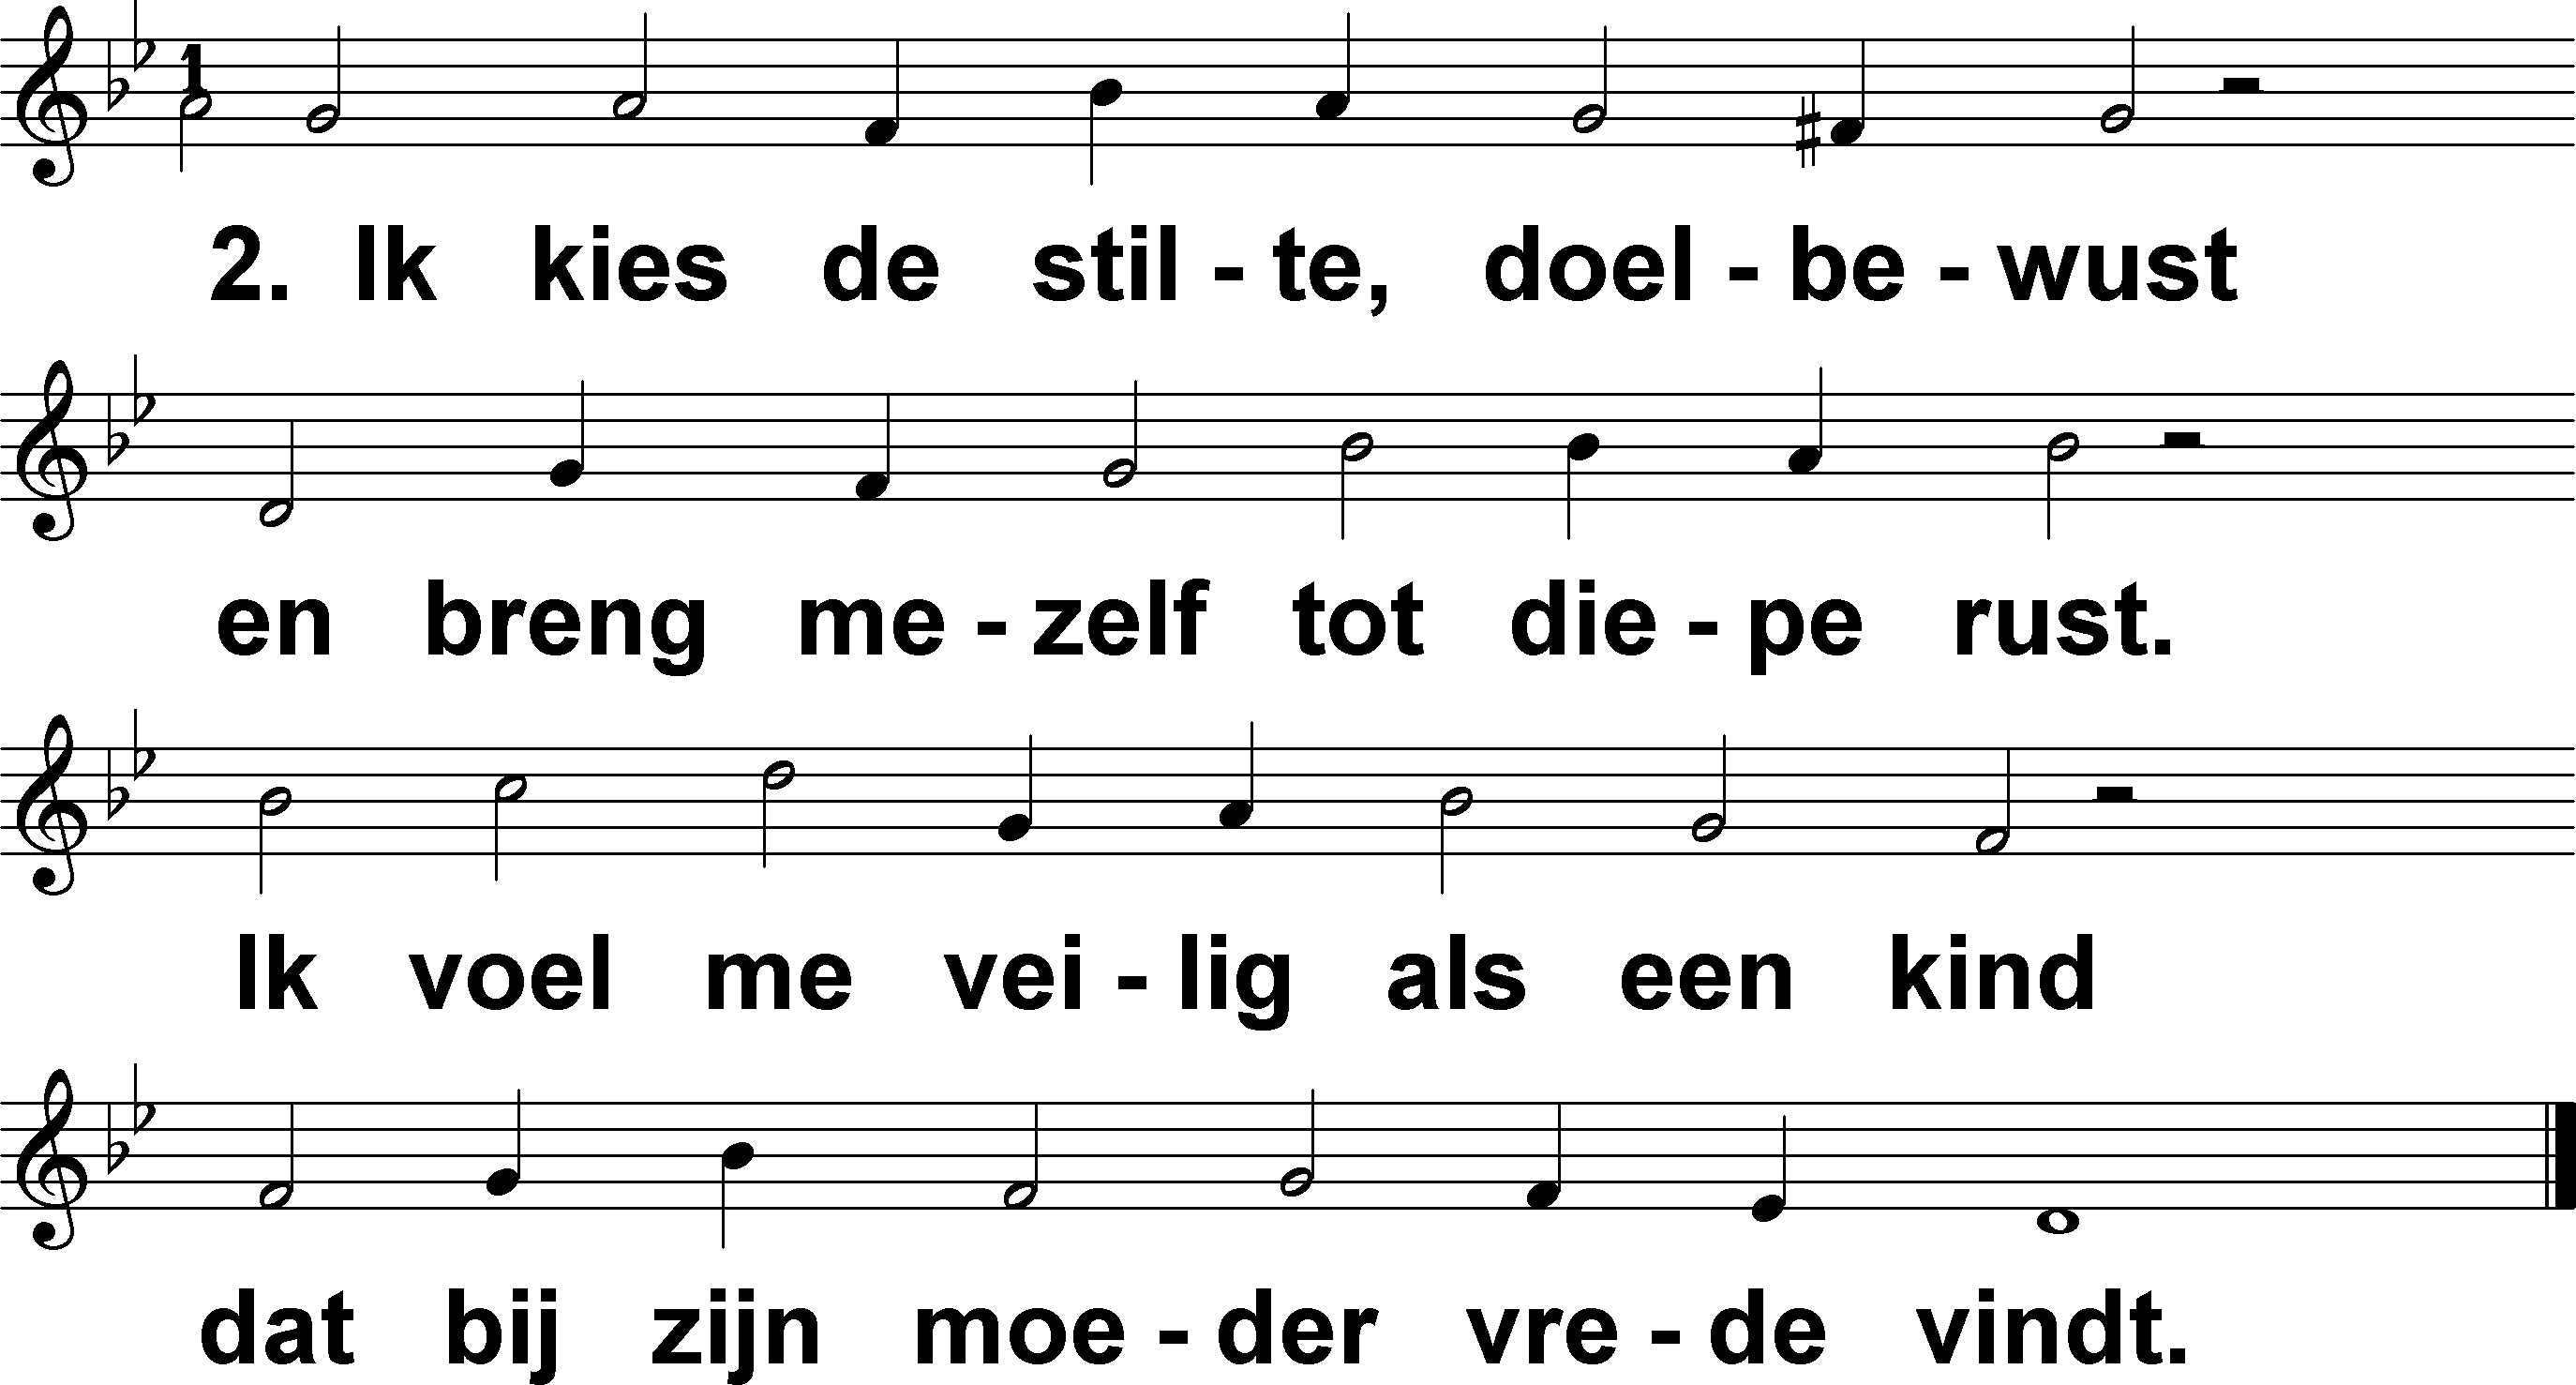 2. Ik kies de stil - te, doel - be - wust
en breng me - zelf tot die - pe rust.
Ik voel me vei - lig als een kind
dat bij zijn moe - der vre - de vindt.